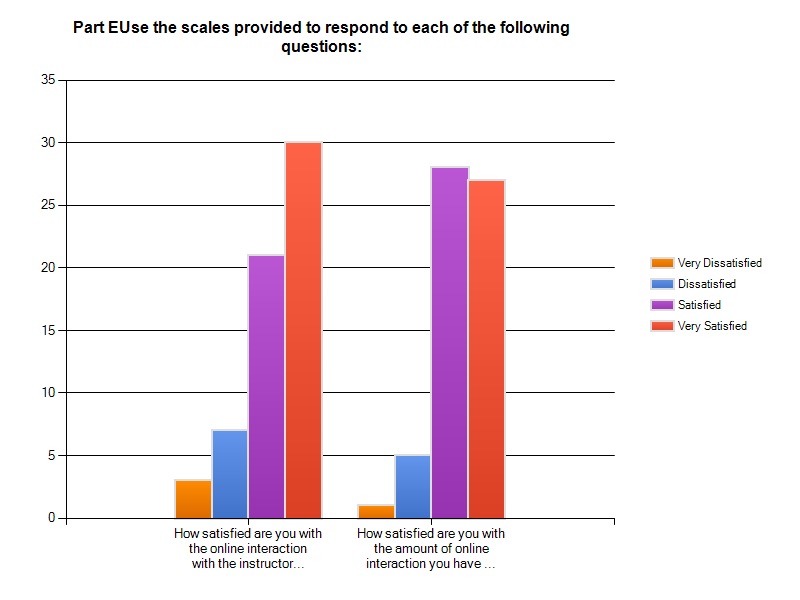 Part EUse the scales provided to respond to each of the following
questions:
35
30
25
20
15
10
5
0
How satisfied are you with
the online interaction
with the instructor...
How satisfied are you with
the amount of online
interaction you have ...
Very Dissatisfied
Dissatisfied
Satisfied
Very Satisfied